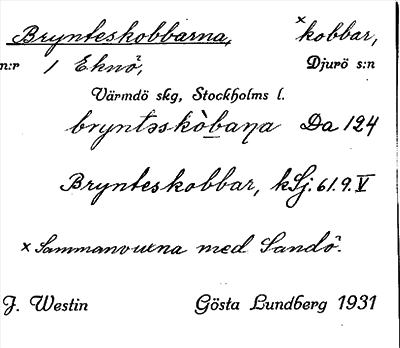 Brynteskobbarna, ×kobbar,
n:r 1 Eknö, Djurö s:n
Värmdö skg, Stockholms l.
bryntəskòbaɳa Da 124
Brynteskobbar, kSj. 61.9.V
× Sammanvuxna med Sandö.
J. Westin Gösta Lundberg 1931